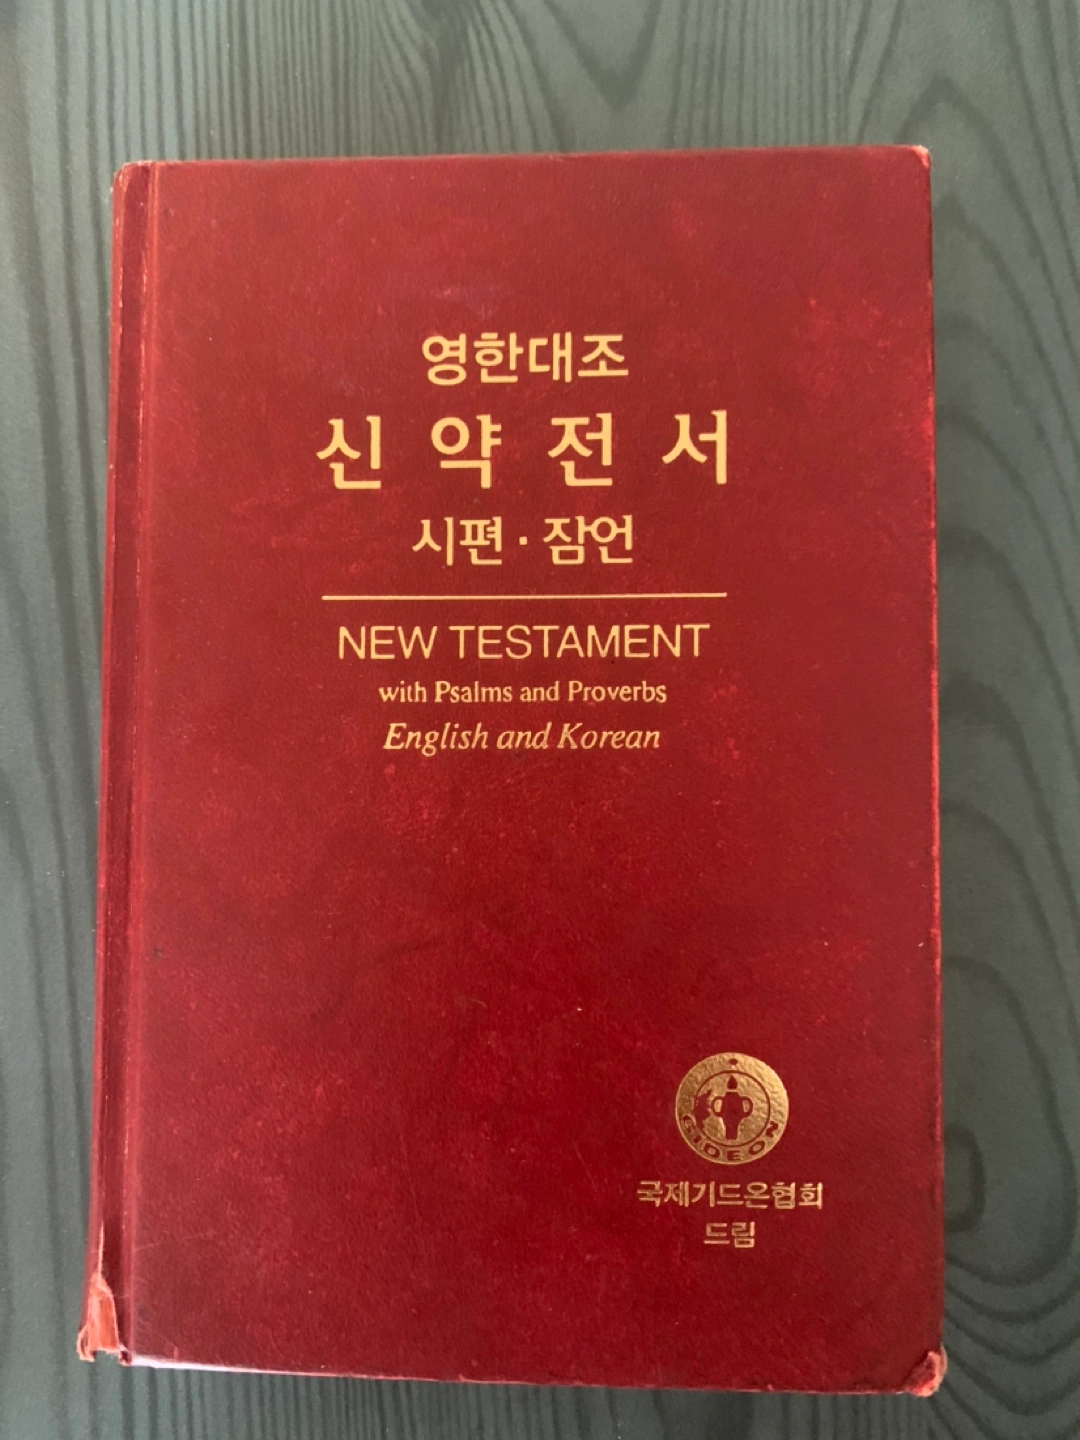 영한대조
신약전서
시편·잠언
NEW TESTAMENT
with Psalms and Proverbs
English and Korean
GIDEON
국제기드온협회
드림